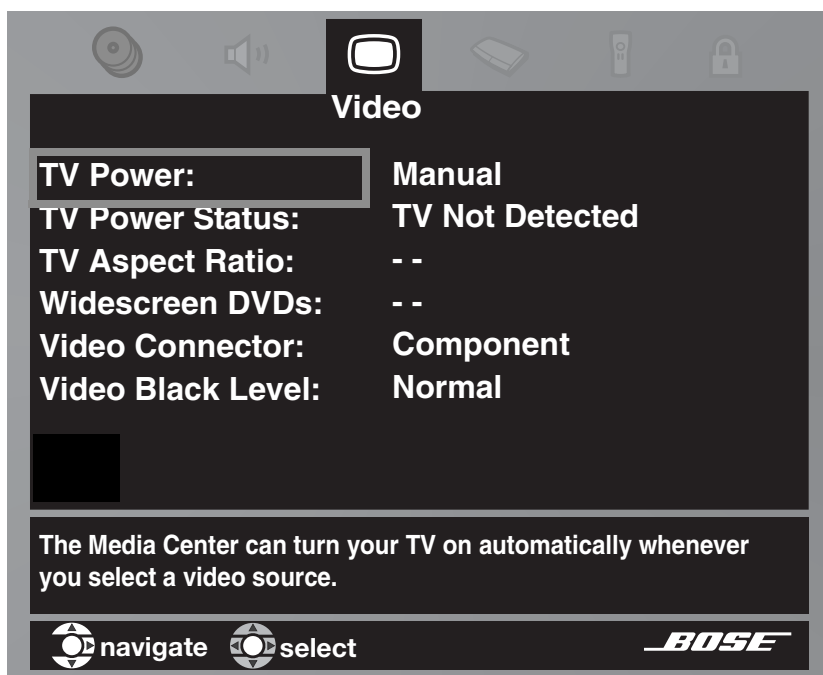 Video
TV Power: Manual
TV Power Status: TV Not Detected
TV Aspect Ratio: - -
Widescreen DVDs: - -
Video Connector: Component
Video Black Level: Normal
The Media Center can turn your TV on automatically whenever
you select a video source.
navigate select BOSE